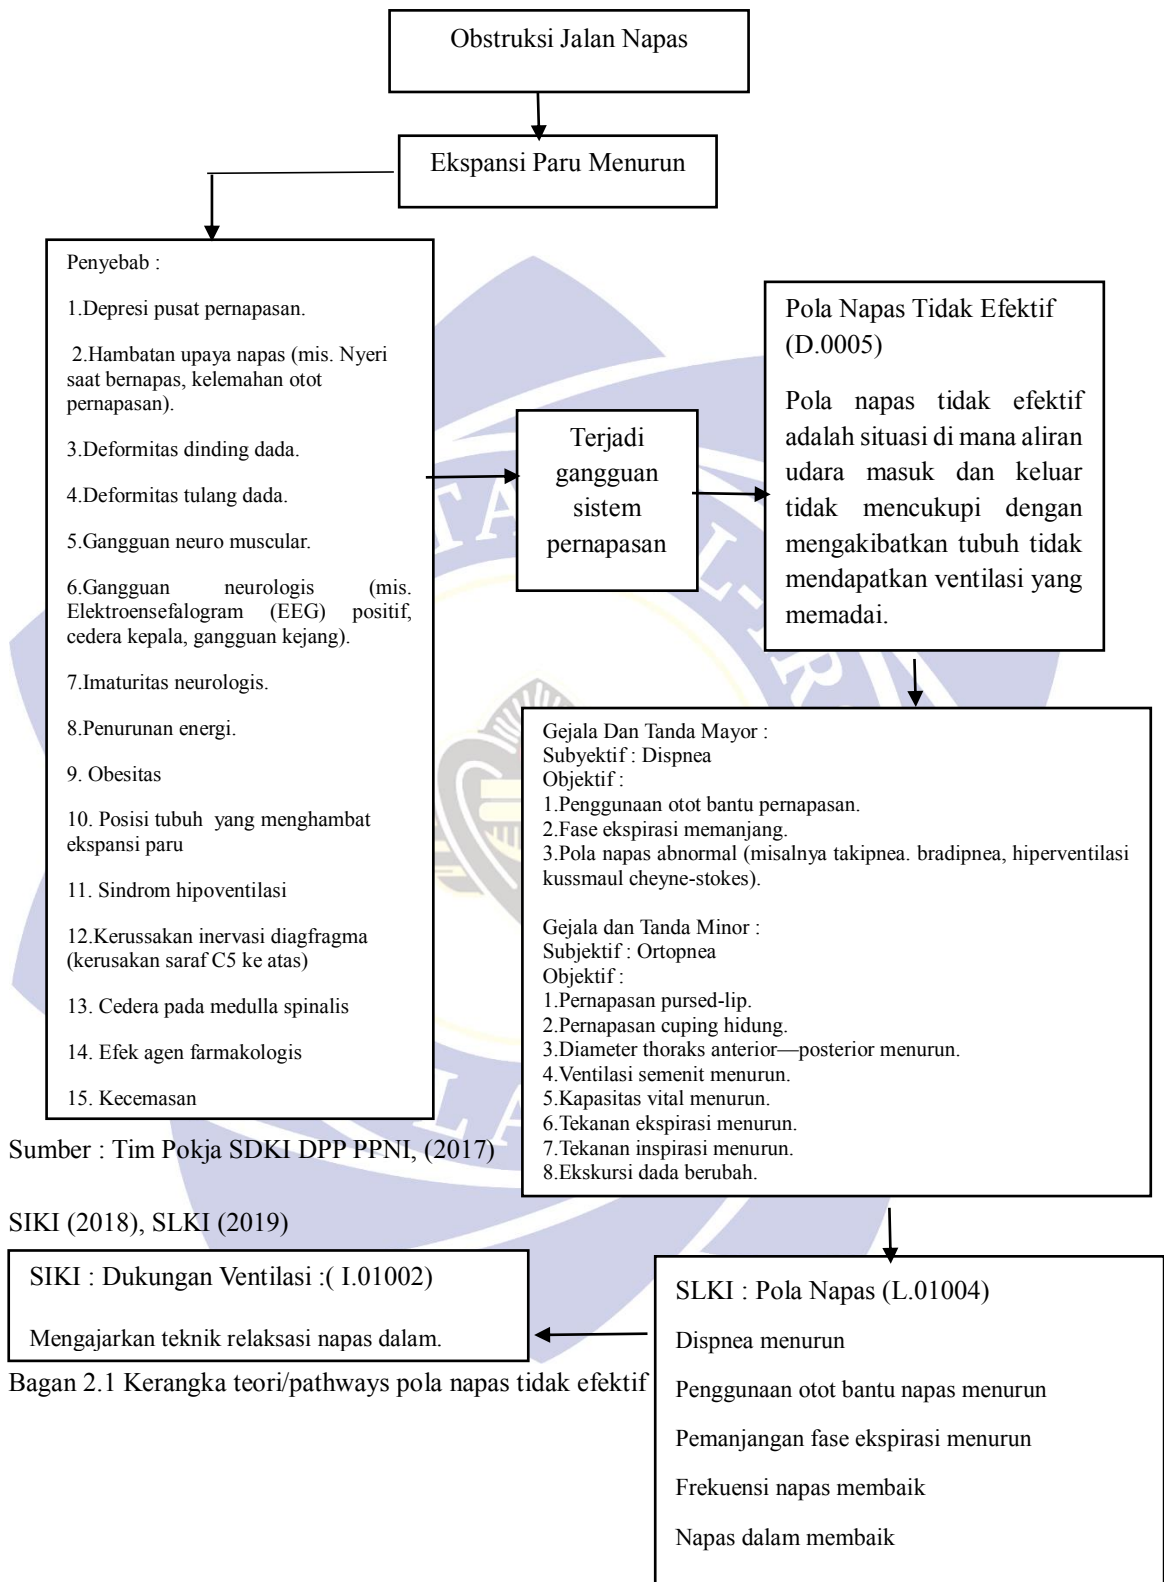 Obstruksi Jalan Napas
Ekspansi Paru Menurun
Penyebab :
1.Depresi pusat pernapasan.
2.Hambatan upaya napas (mis. Nyeri
saat bernapas, kelemahan otot
pernapasan).
3.Deformitas dinding dada.
4.Deformitas tulang dada.
5.Gangguan neuro muscular.
6.Gangguan neurologis (mis.
Elektroensefalogram (EEG) positif,
cedera kepala, gangguan kejang).
7.Imaturitas neurologis.
8.Penurunan energi.
9. Obesitas
10. Posisi tubuh yang menghambat
ekspansi paru
11. Sindrom hipoventilasi
12.Kerussakan inervasi diagfragma
(kerusakan saraf C5 ke atas)
13. Cedera pada medulla spinalis
14. Efek agen farmakologis
15. Kecemasan
Terjadi
gangguan
sistem
pernapasan
Pola Napas Tidak Efektif
(D.0005)
Pola napas tidak efektif
adalah situasi di mana aliran
udara masuk dan keluar
tidak mencukupi dengan
mengakibatkan tubuh tidak
mendapatkan ventilasi yang
memadai.
Gejala Dan Tanda Mayor :
Subyektif : Dispnea
Objektif :
1.Penggunaan otot bantu pernapasan.
2.Fase ekspirasi memanjang.
3.Pola napas abnormal (misalnya takipnea. bradipnea, hiperventilasi
kussmaul cheyne-stokes).
Gejala dan Tanda Minor :
Subjektif : Ortopnea
Objektif :
1.Pernapasan pursed-lip.
2.Pernapasan cuping hidung.
3.Diameter thoraks anterior—posterior menurun.
4.Ventilasi semenit menurun.
5.Kapasitas vital menurun.
6.Tekanan ekspirasi menurun.
7.Tekanan inspirasi menurun.
8.Ekskursi dada berubah.
Sumber : Tim Pokja SDKI DPP PPNI, (2017)
SIKI (2018), SLKI (2019)
SIKI : Dukungan Ventilasi :( I.01002)
Mengajarkan teknik relaksasi napas dalam.
SLKI : Pola Napas (L.01004)
Dispnea menurun
Penggunaan otot bantu napas menurun
Pemanjangan fase ekspirasi menurun
Frekuensi napas membaik
Napas dalam membaik
Bagan 2.1 Kerangka teori/pathways pola napas tidak efektif